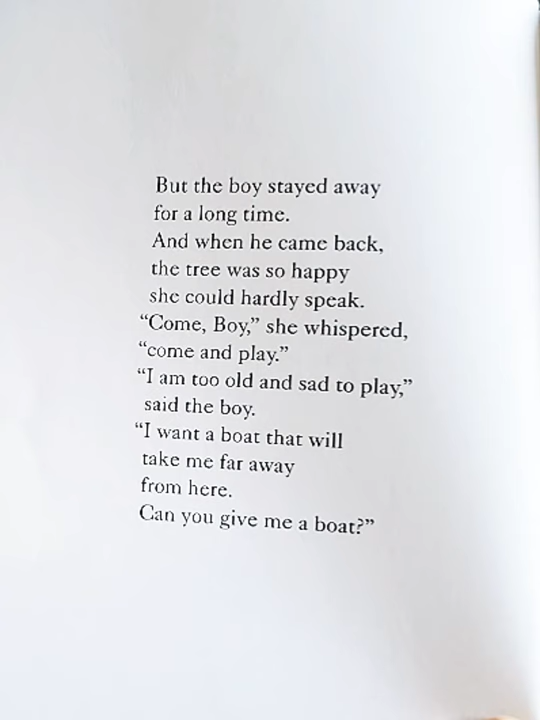 But the boy stayed away
for a long time.
And when he came back,
the tree was so happy
she could hardly speak.
“Come, Boy,” she whispered,
“come and play.”
“I am too old and sad to play,”
said the boy.
“I want a boat that will
take me far away
from here.
Can you give me a boat?”